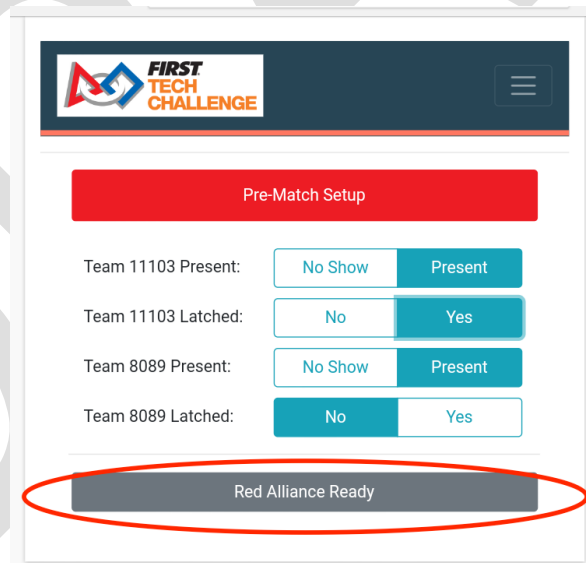 FIRST
TECH
CHALLENGE
Pre-Match Setup
Team 11103 Present: No Show Present
Team 11103 Latched: No Yes
Team 8089 Present: No Show Present
Team 8089 Latched: No Yes
Red Alliance Ready